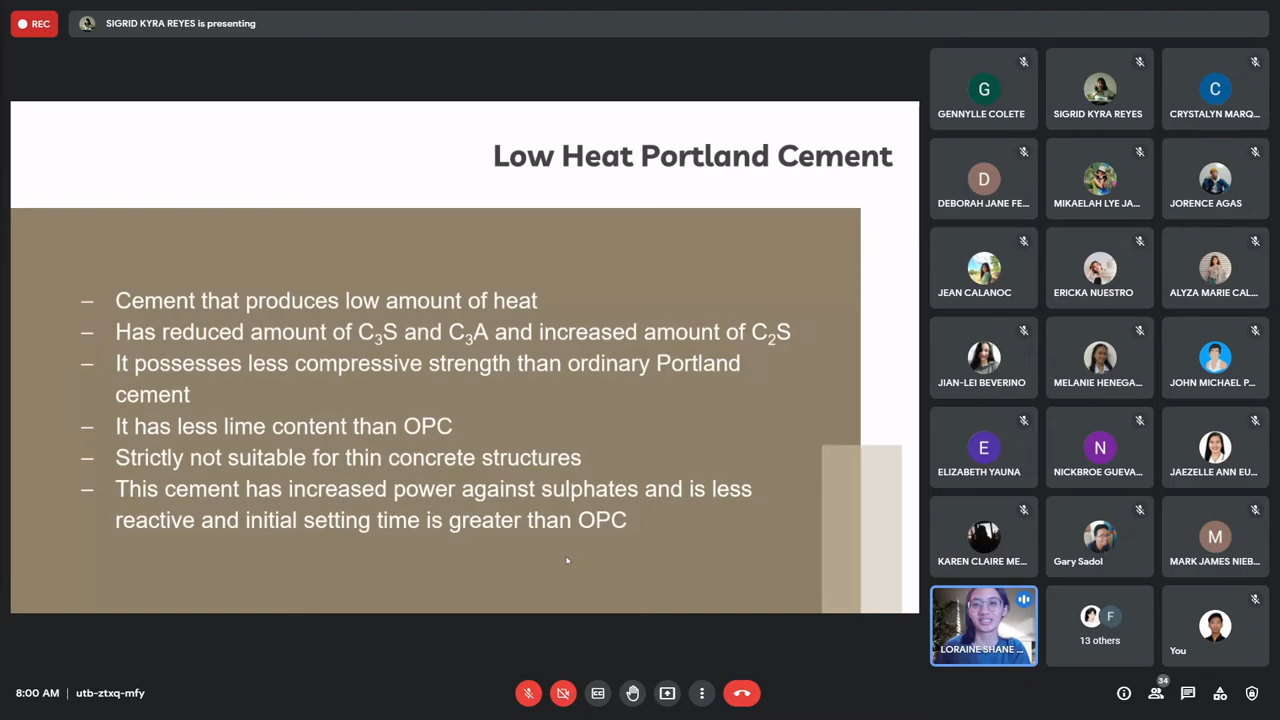 REC
SIGRID KYRA REYES is presenting
Low Heat Portland Cement
– Cement that produces low amount of heat
– Has reduced amount of C₃S and C₃A and increased amount of C₂S
– It possesses less compressive strength than ordinary Portland
cement
– It has less lime content than OPC
– Strictly not suitable for thin concrete structures
– This cement has increased power against sulphates and is less
reactive and initial setting time is greater than OPC
G
GENNYLLE COLETE
SIGRID KYRA REYES
C
CRYSTALYN MARQ...
D
DEBORAH JANE FE...
MIKAELAH LYE JA...
JORENCE AGAS
JEAN CALANOC
ERICKA NUESTRO
ALYZA MARIE CAL...
JIAN-LEI BEVERINO
MELANIE HENEGA...
JOHN MICHAEL P...
E
ELIZABETH YAUNA
N
NICKBROE GUEVA...
JAEZELLE ANN EU...
KAREN CLAIRE ME...
Gary Sadol
M
MARK JAMES NIEB...
LORAINE SHANE ...
F
13 others
You
8:00 AM | utb-ztxq-mfy
CC
34